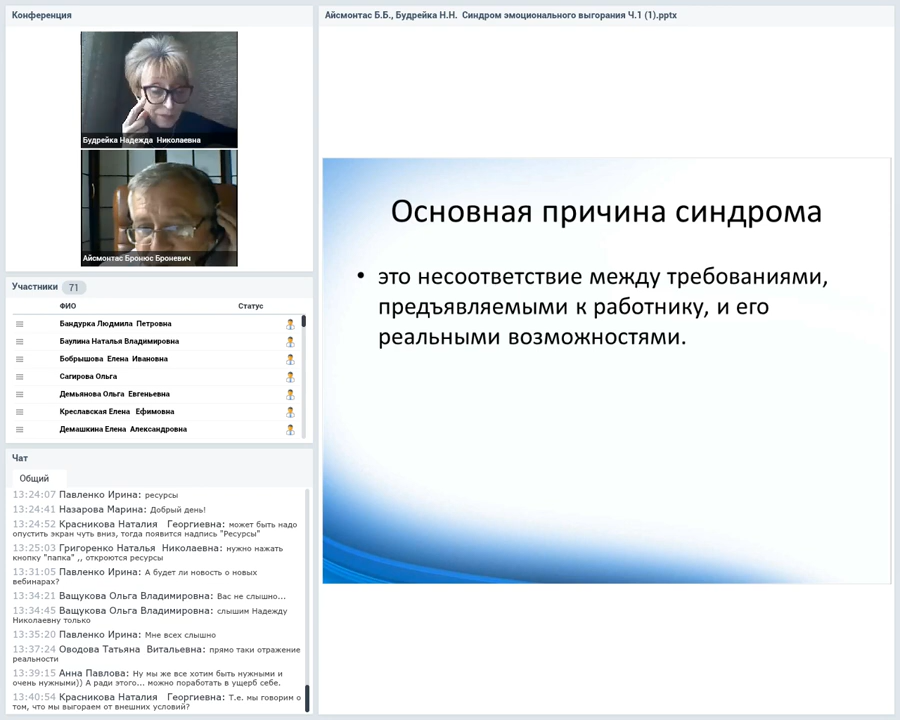 Конференция
Будрейка Надежда Николаевна
Айсмонтас Бронюс Броневич
Участники 71
ФИО Статус
Бандурка Людмила Петровна
Баулина Наталья Владимировна
Бобрышова Елена Ивановна
Сагирова Ольга
Демьянова Ольга Евгеньевна
Креславская Елена Ефимовна
Демашкина Елена Александровна
Чат
Общий
13:24:07 Павленко Ирина: ресурсы
13:24:41 Назарова Марина: Добрый день!
13:24:52 Красникова Наталия Георгиевна: может быть надо
опустить экран чуть вниз, тогда появится надпись "Ресурсы"
13:25:03 Григоренко Наталья Николаевна: нужно нажать
кнопку "папка" ,, откроются ресурсы
13:31:05 Павленко Ирина: А будет ли новость о новых
вебинарах?
13:34:21 Ващукова Ольга Владимировна: Вас не слышно...
13:34:45 Ващукова Ольга Владимировна: слышим Надежду
Николаевну только
13:35:20 Павленко Ирина: Мне всех слышно
13:37:24 Оводова Татьяна Витальевна: прямо таки отражение
реальности
13:39:15 Анна Павлова: Ну мы же все хотим быть нужными и
очень нужными)) А ради этого... можно поработать в ущерб себе.
13:40:54 Красникова Наталия Георгиевна: Т.е. мы говорим о
том, что мы выгораем от внешних условий?
Айсмонтас Б.Б., Будрейка Н.Н. Синдром эмоционального выгорания Ч.1 (1).pptx
Основная причина синдрома
• это несоответствие между требованиями,
предъявляемыми к работнику, и его
реальными возможностями.